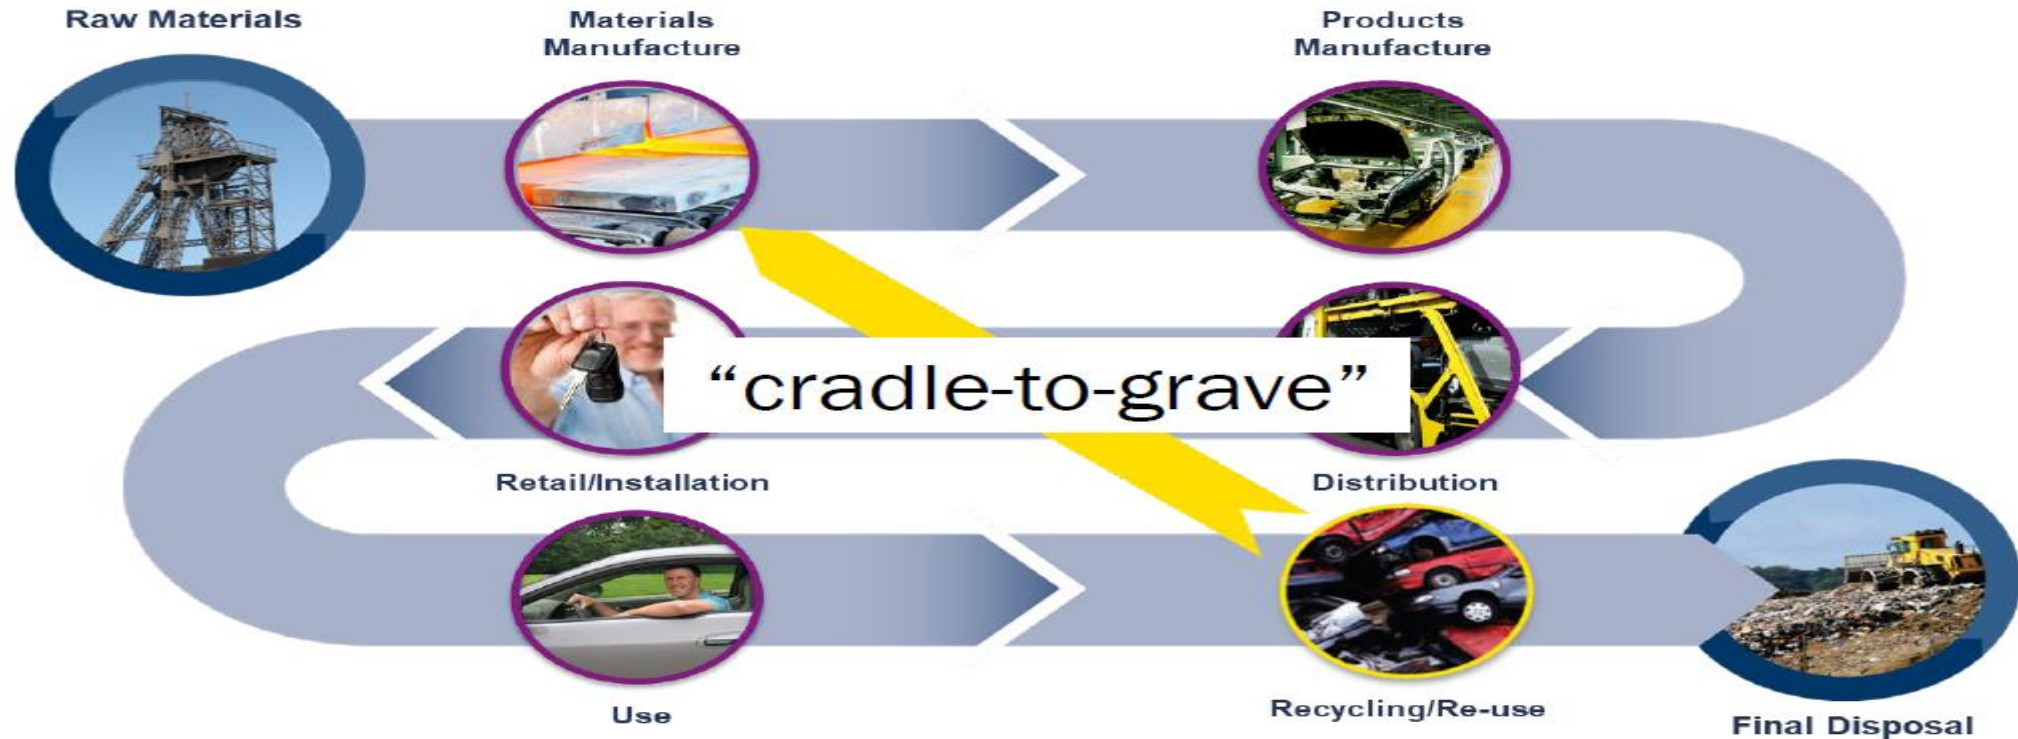 Raw Materials
Materials
Manufacture
Products
Manufacture
“cradle-to-grave”
Retail/Installation
Distribution
Use
Recycling/Re-use
Final Disposal